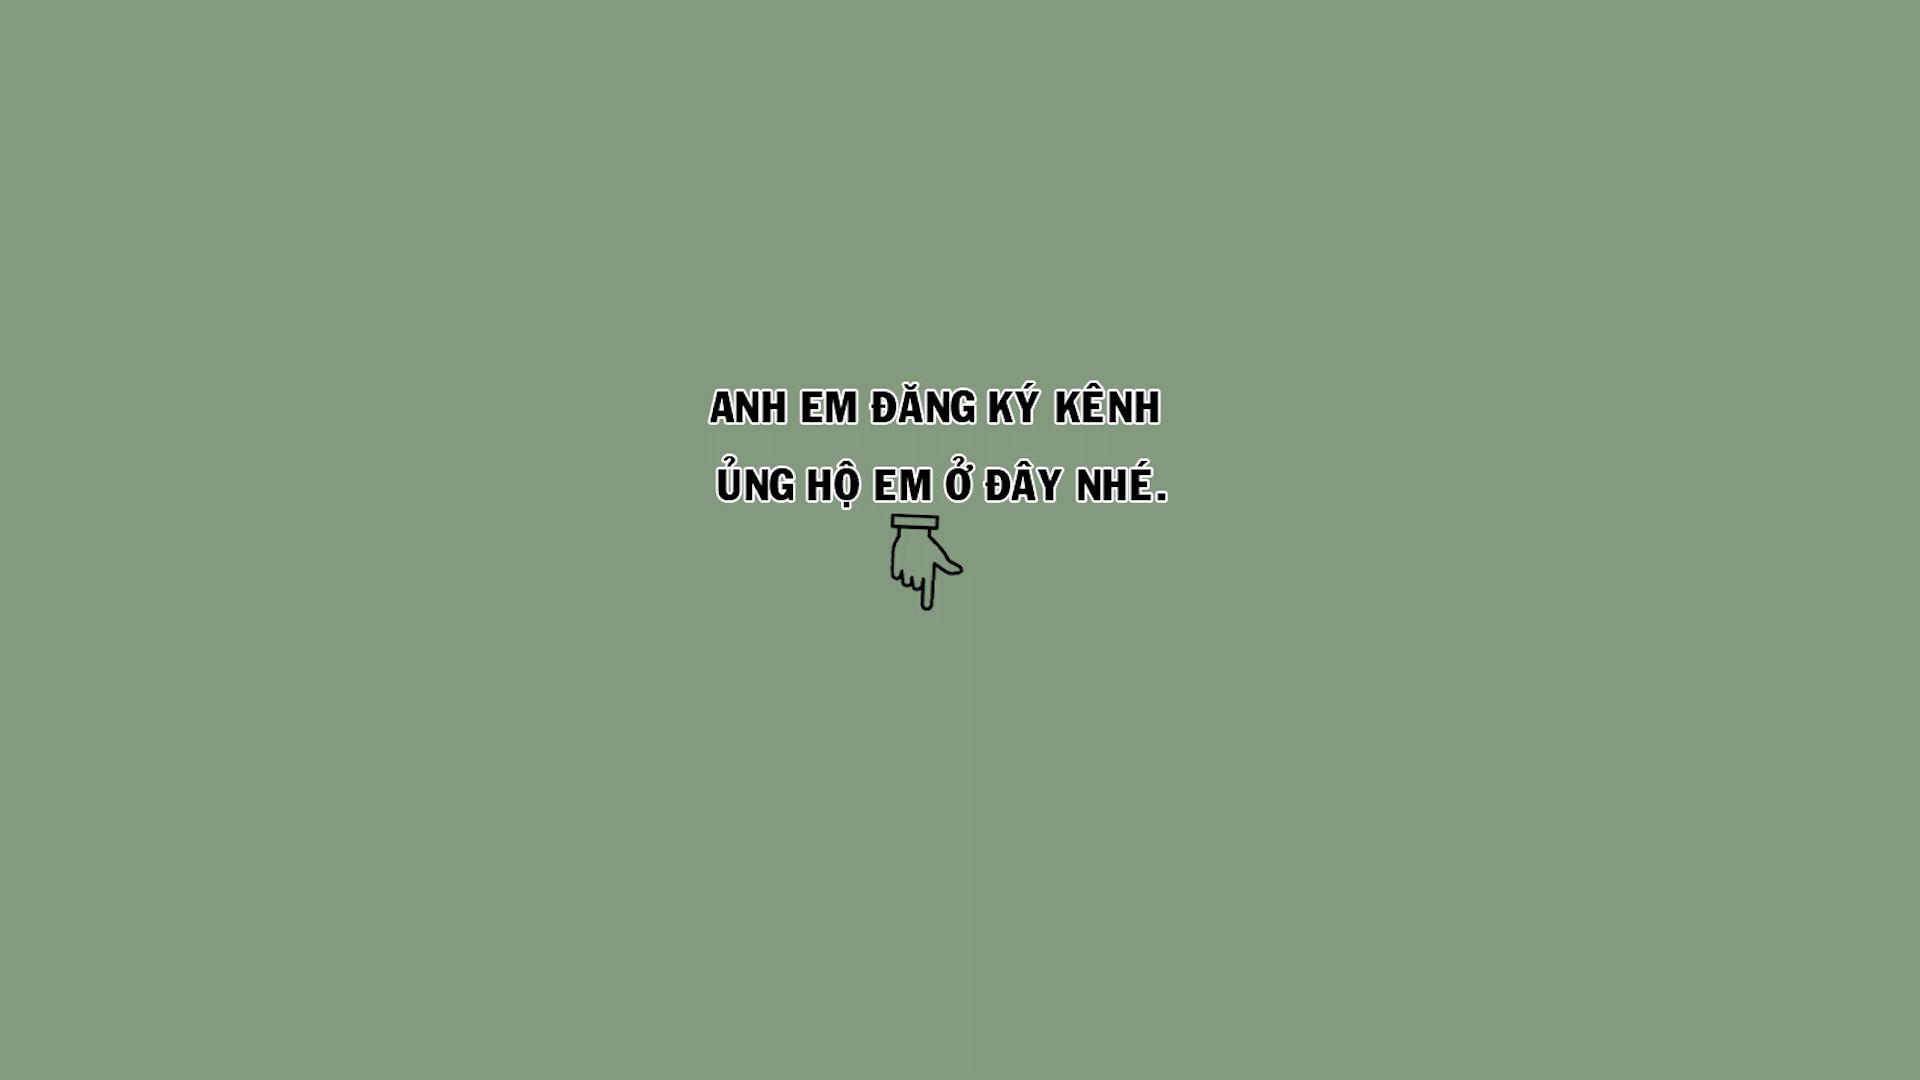 ANH EM ĐĂNG KÝ KÊNH
ỦNG HỘ EM Ở ĐÂY NHÉ.